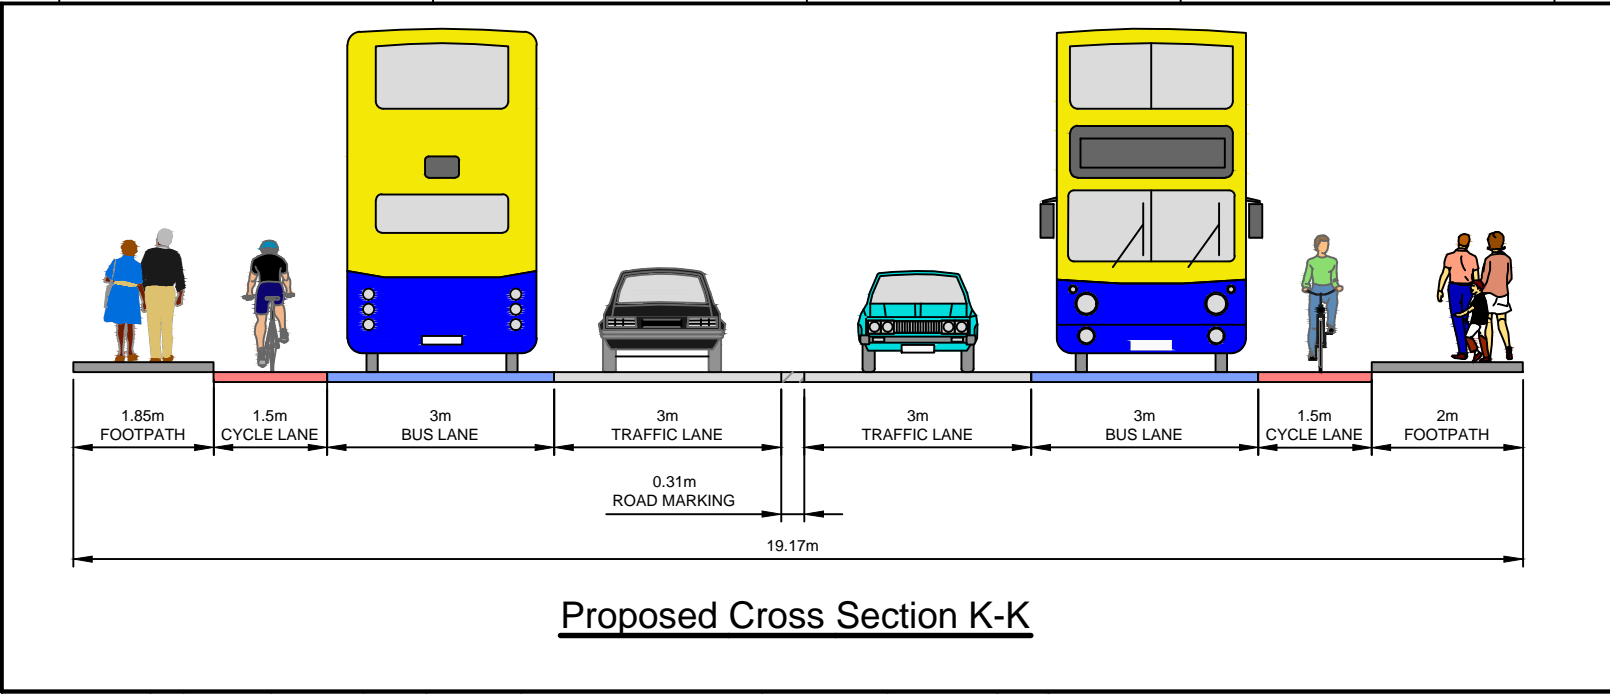 1.85m
FOOTPATH
1.5m
CYCLE LANE
3m
BUS LANE
3m
TRAFFIC LANE
3m
TRAFFIC LANE
3m
BUS LANE
1.5m
CYCLE LANE
2m
FOOTPATH
0.31m
ROAD MARKING
19.17m
Proposed Cross Section K-K